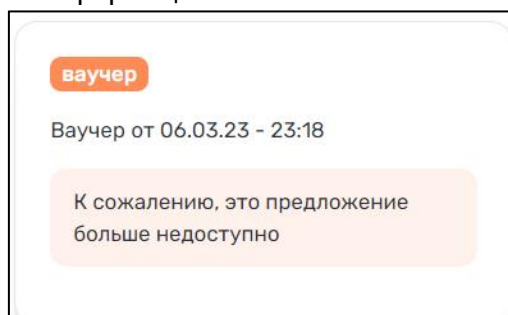 ваучер
Ваучер от 06.03.23 - 23:18
К сожалению, это предложение
больше недоступно